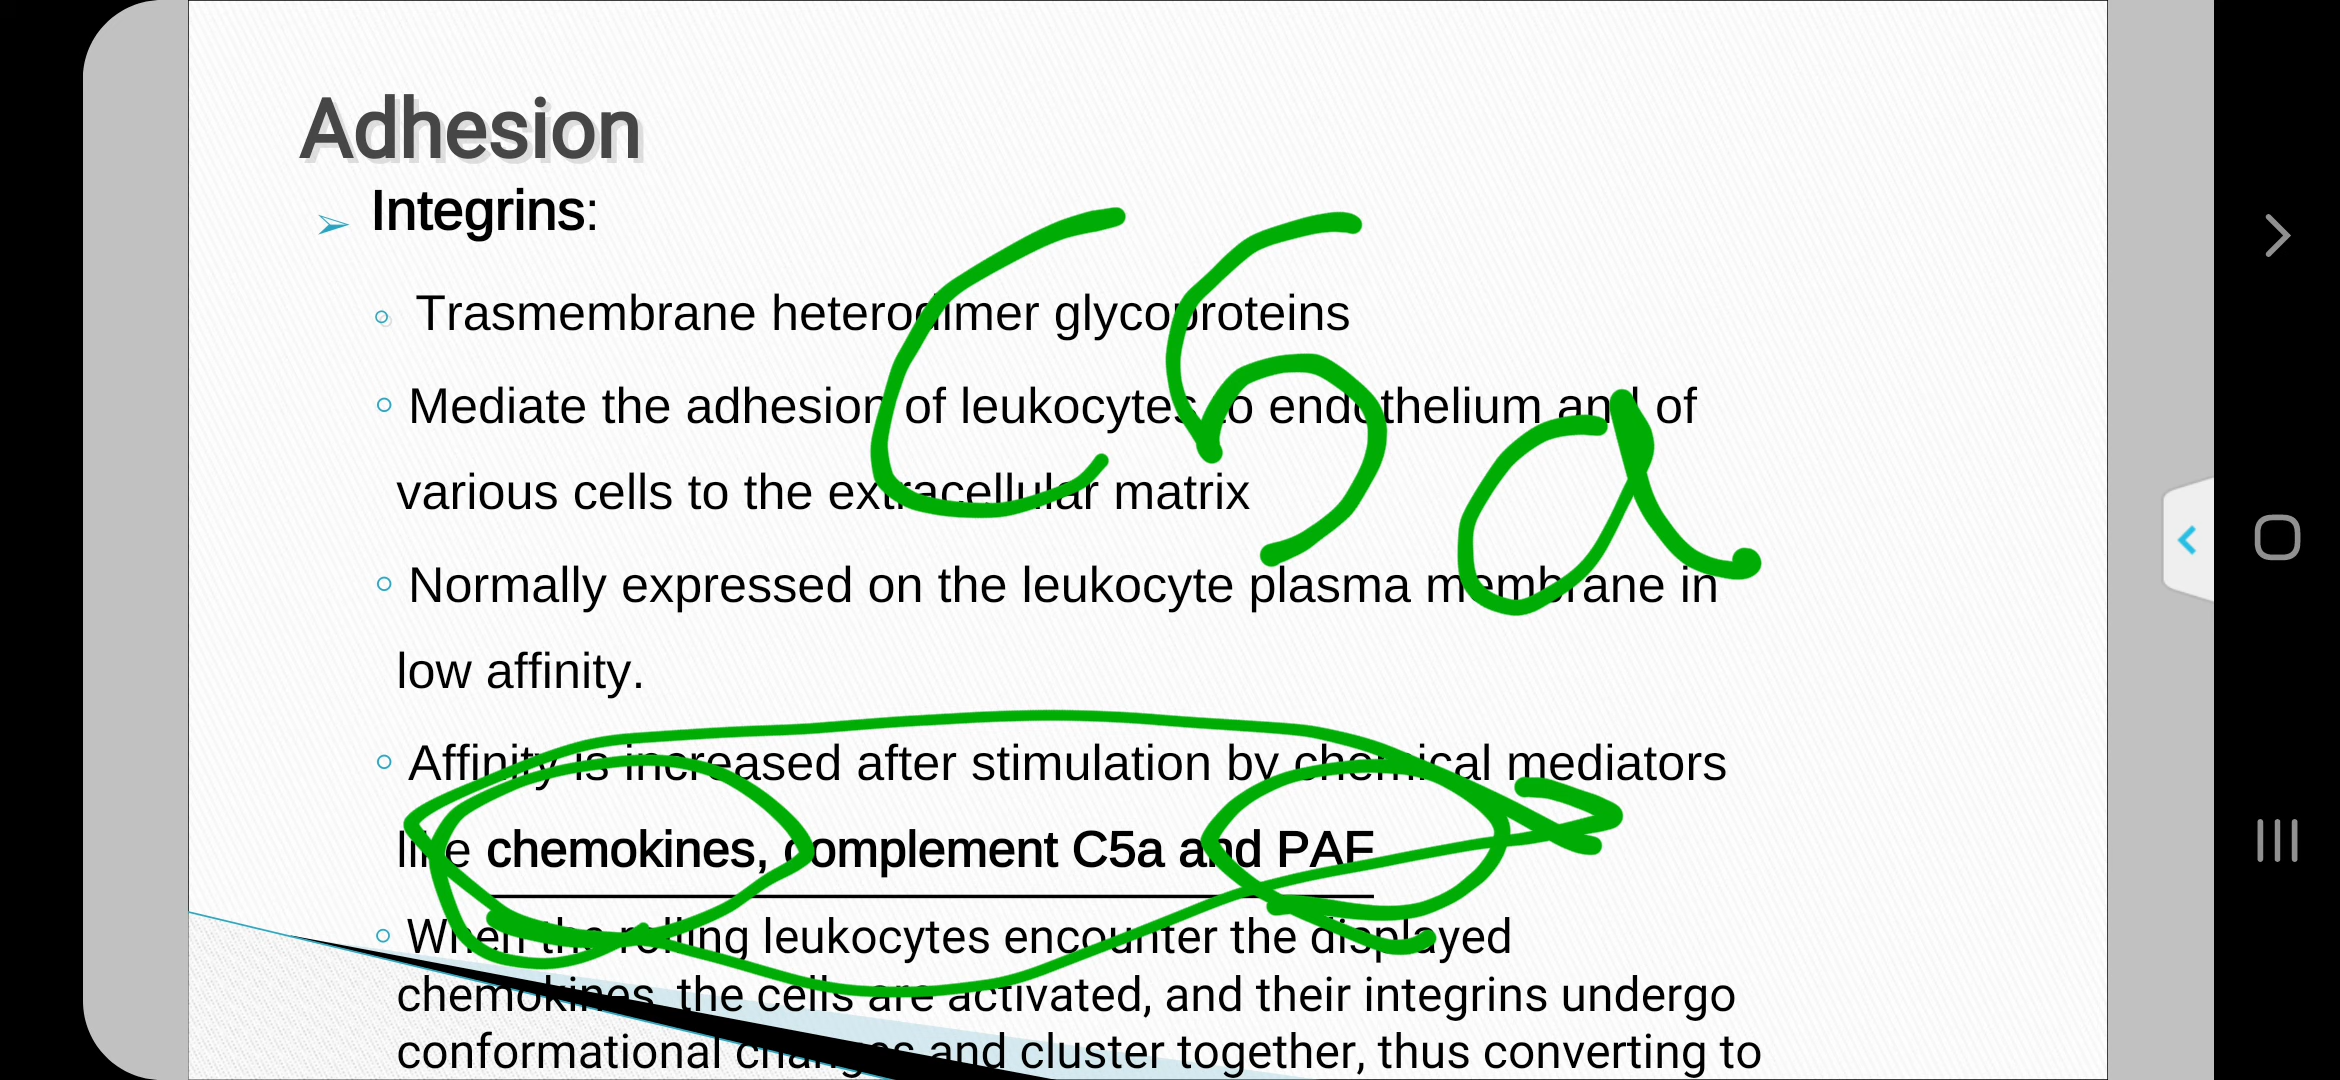 Adhesion
Integrins:
Trasmembrane heterodimer glycoproteins
Mediate the adhesion of leukocytes to endothelium and of
various cells to the extracellular matrix
Normally expressed on the leukocyte plasma membrane in
low affinity.
Affinity is increased after stimulation by chemical mediators
like chemokines, complement C5a and PAF
When the rolling leukocytes encounter the displayed
chemokines, the cells are activated, and their integrins undergo
conformational changes and cluster together, thus converting to
C5a